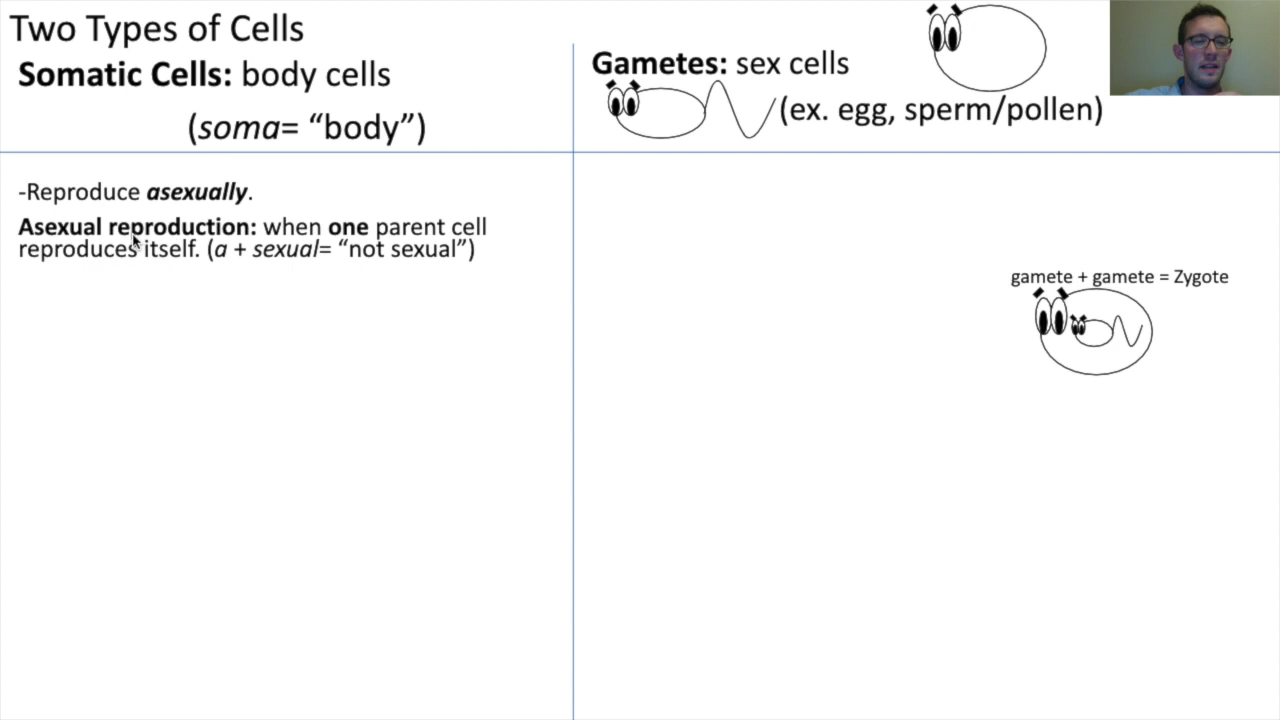 Two Types of Cells
Somatic Cells: body cells
(soma= “body”)
Gametes: sex cells
(ex. egg, sperm/pollen)
-Reproduce asexually.
Asexual reproduction: when one parent cell
reproduces itself. (a + sexual= “not sexual”)
gamete + gamete = Zygote